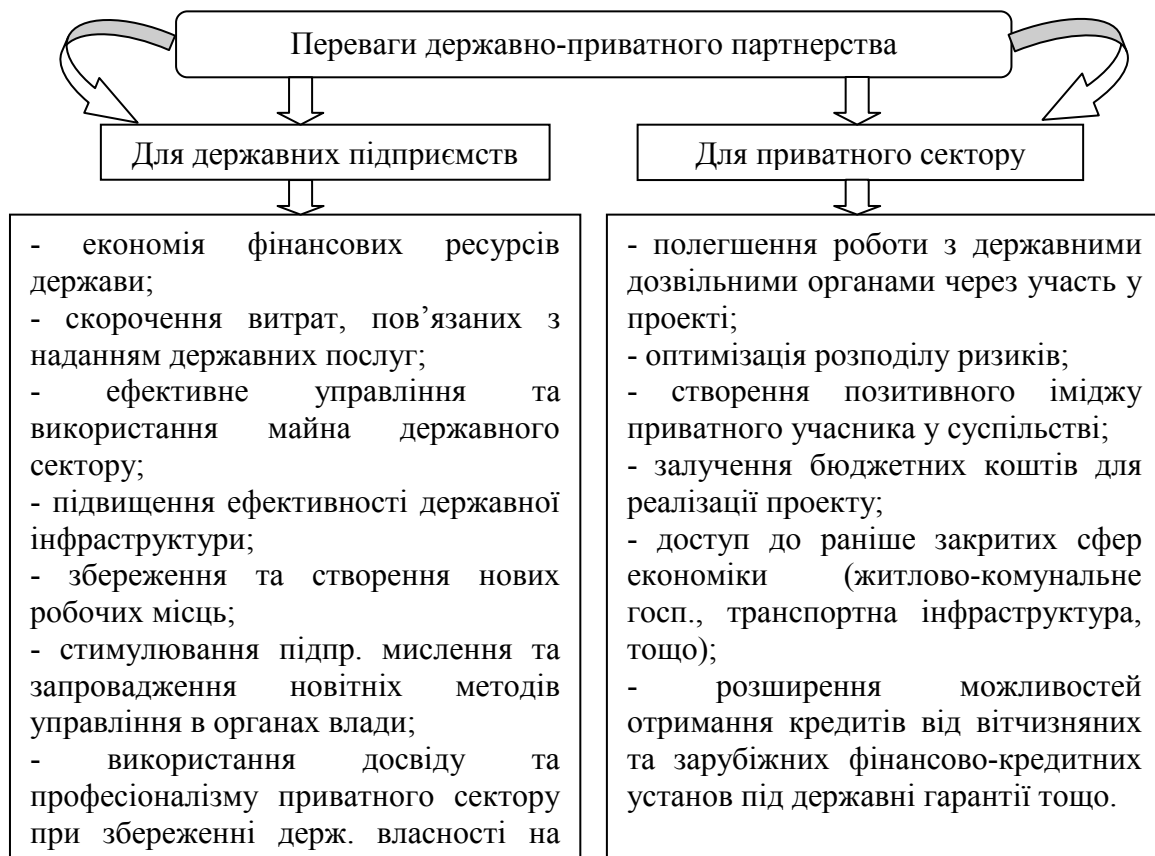 Переваги державно-приватного партнерства
Для державних підприємств
Для приватного сектору
- економія фінансових ресурсів
держави;
- скорочення витрат, пов’язаних з
наданням державних послуг;
- ефективне управління та
використання майна державного
сектору;
- підвищення ефективності державної
інфраструктури;
- збереження та створення нових
робочих місць;
- стимулювання підпр. мислення та
запровадження новітніх методів
управління в органах влади;
- використання досвіду та
професіоналізму приватного сектору
при збереженні держ. власності на
- полегшення роботи з державними
дозвільними органами через участь у
проекті;
- оптимізація розподілу ризиків;
- створення позитивного іміджу
приватного учасника у суспільстві;
- залучення бюджетних коштів для
реалізації проекту;
- доступ до раніше закритих сфер
економіки (житлово-комунальне
госп., транспортна інфраструктура,
тощо);
- розширення можливостей
отримання кредитів від вітчизняних
та зарубіжних фінансово-кредитних
установ під державні гарантії тощо.